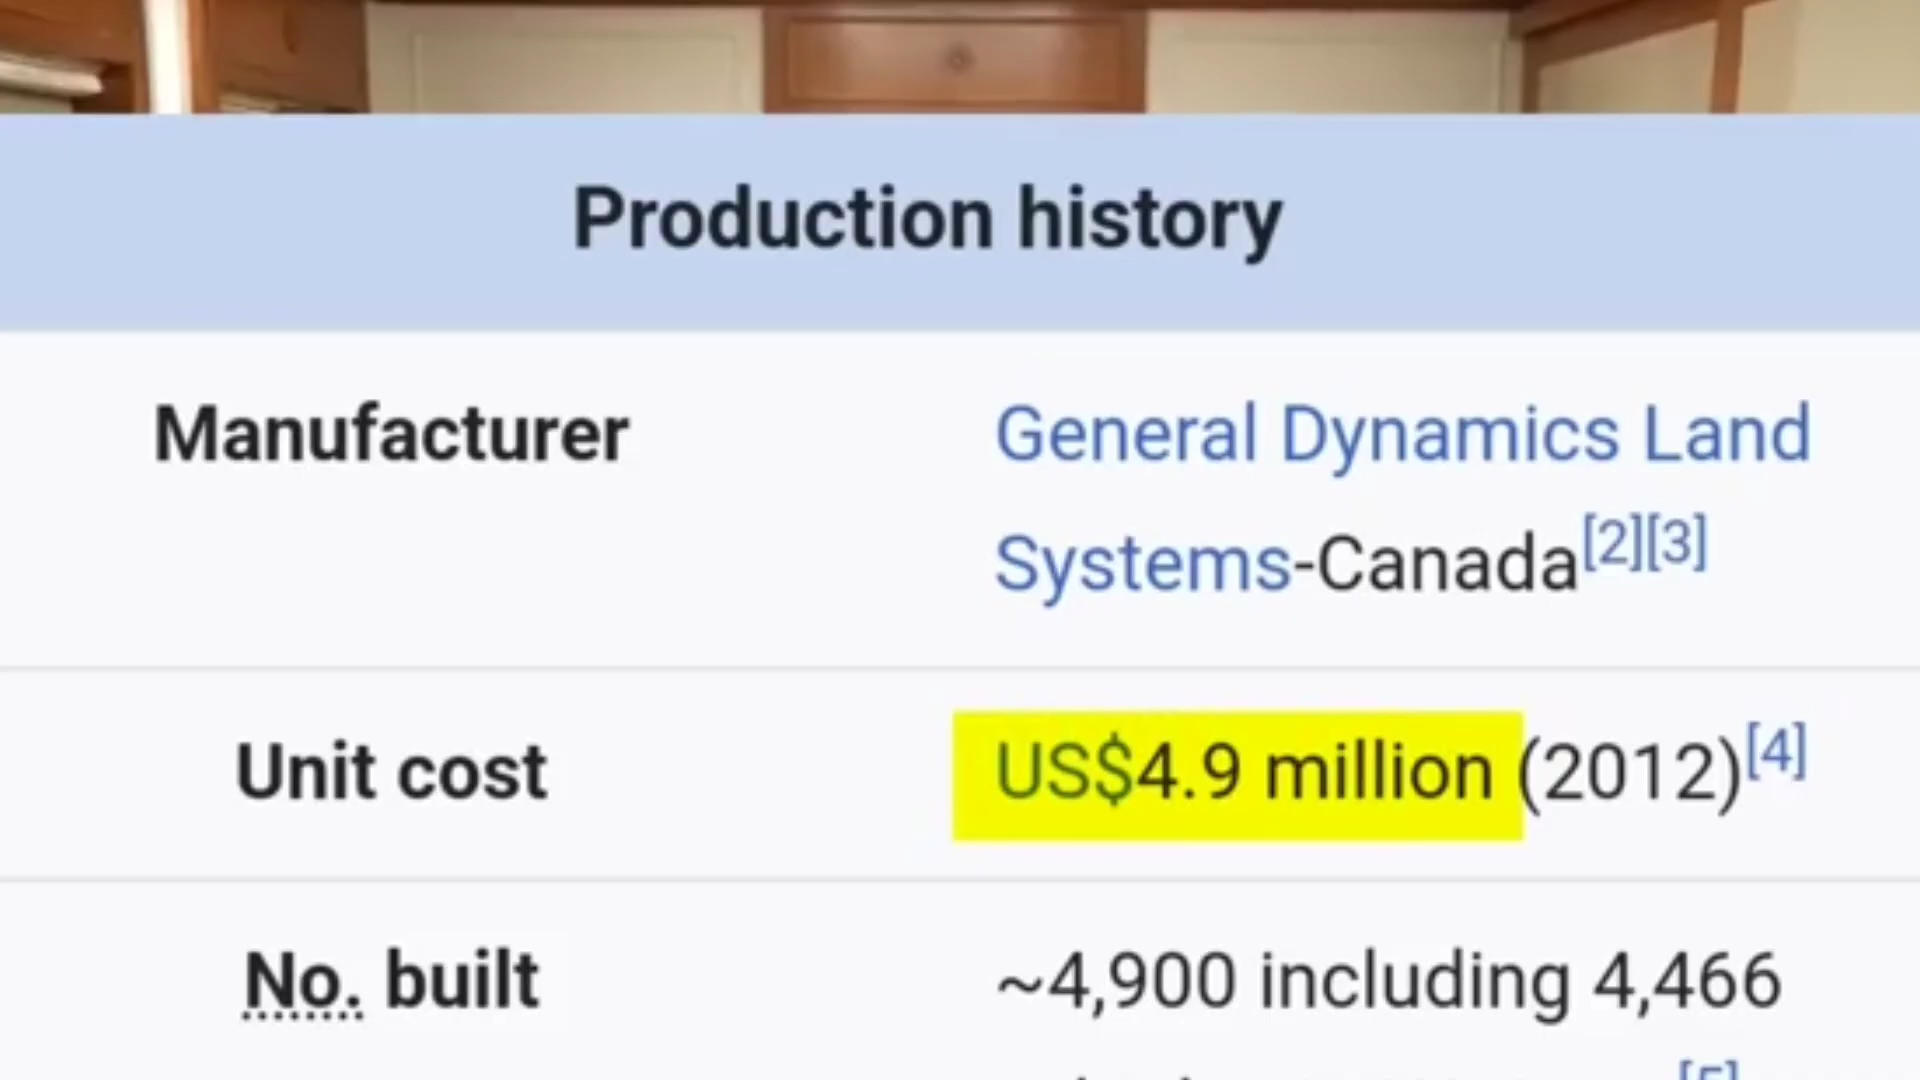 Production history
Manufacturer
General Dynamics Land
Systems-Canada[2][3]
Unit cost
US$4.9 million (2012)[4]
No. built
~4,900 including 4,466
[5]